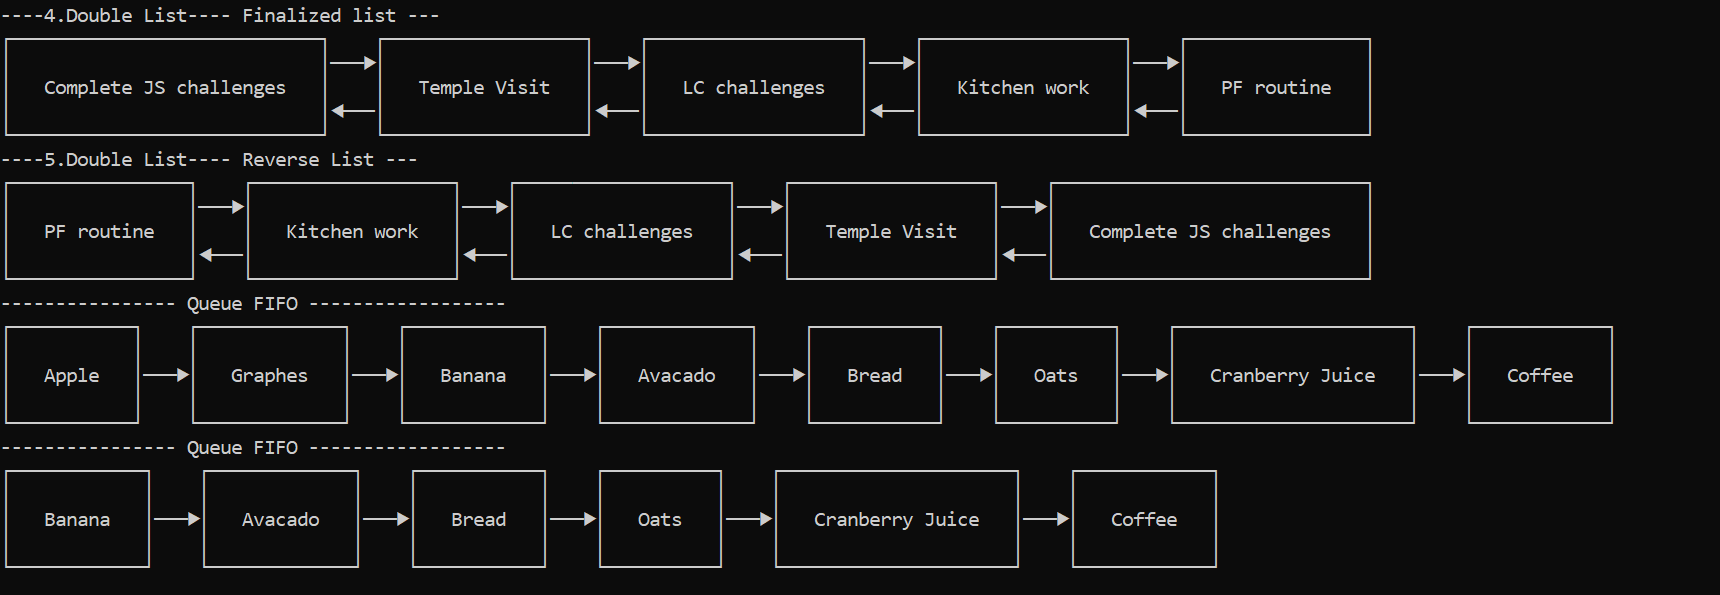 ----4.Double List---- Finalized list ---
Complete JS challenges Temple Visit LC challenges Kitchen work PF routine
----5.Double List---- Reverse List ---
PF routine Kitchen work LC challenges Temple Visit Complete JS challenges
---------------- Queue FIFO ------------------
Apple Graphes Banana Avacado Bread Oats Cranberry Juice Coffee
---------------- Queue FIFO ------------------
Banana Avacado Bread Oats Cranberry Juice Coffee